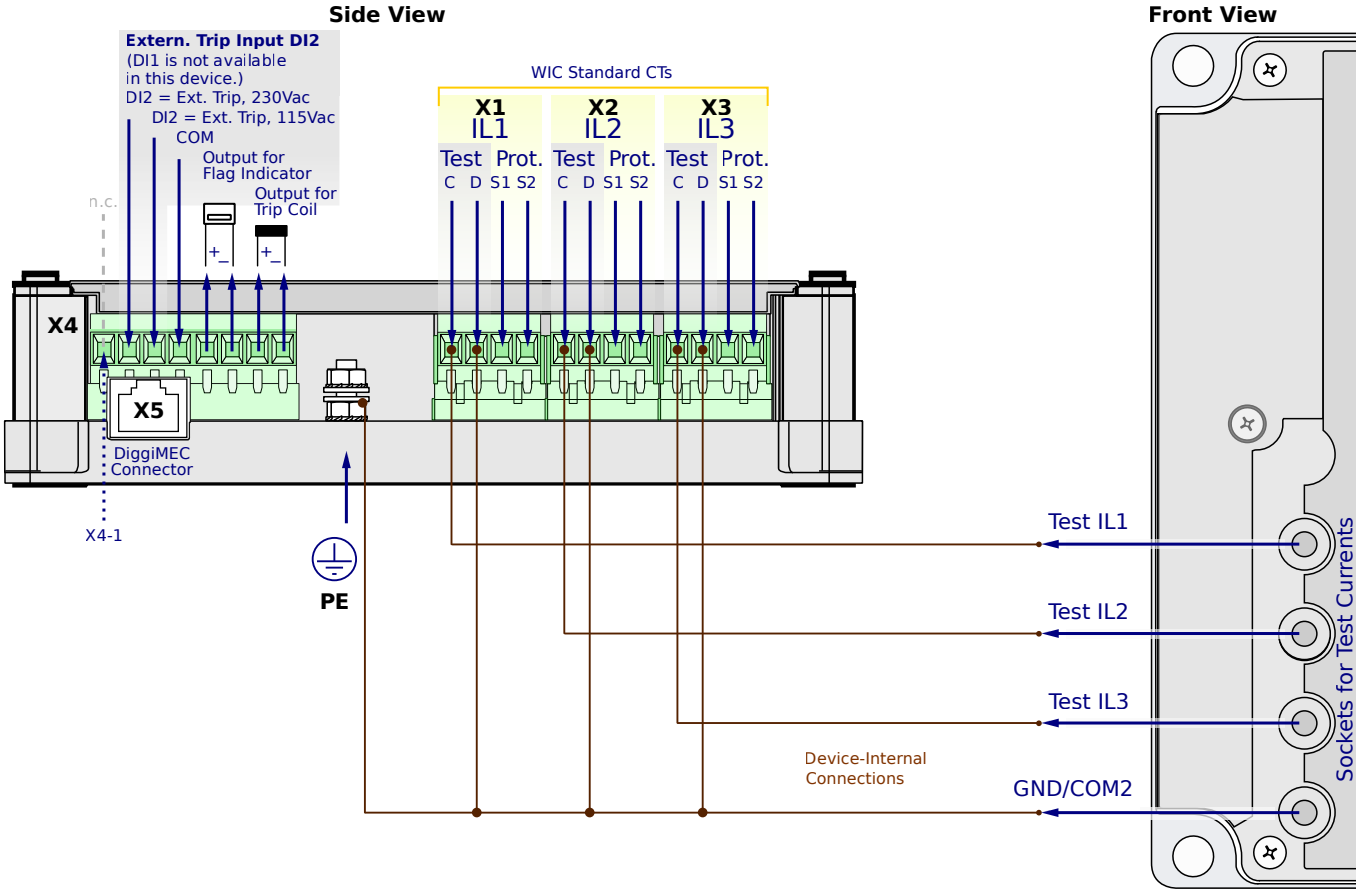 Side View
Front View
Extern. Trip Input DI2
(DI1 is not available
in this device.)
DI2 = Ext. Trip, 230Vac
DI2 = Ext. Trip, 115Vac
COM
Output for
Flag Indicator
Output for
Trip Coil
n.c.
+ −
+ −
WIC Standard CTs
X1 X2 X3
IL1 IL2 IL3
Test Prot. Test Prot. Test Prot.
C D S1 S2 C D S1 S2 C D S1 S2
X4
X5
DiggiMEC
Connector
X4-1
PE
Test IL1
Test IL2
Test IL3
GND/COM2
Device-Internal
Connections
Sockets for Test Currents